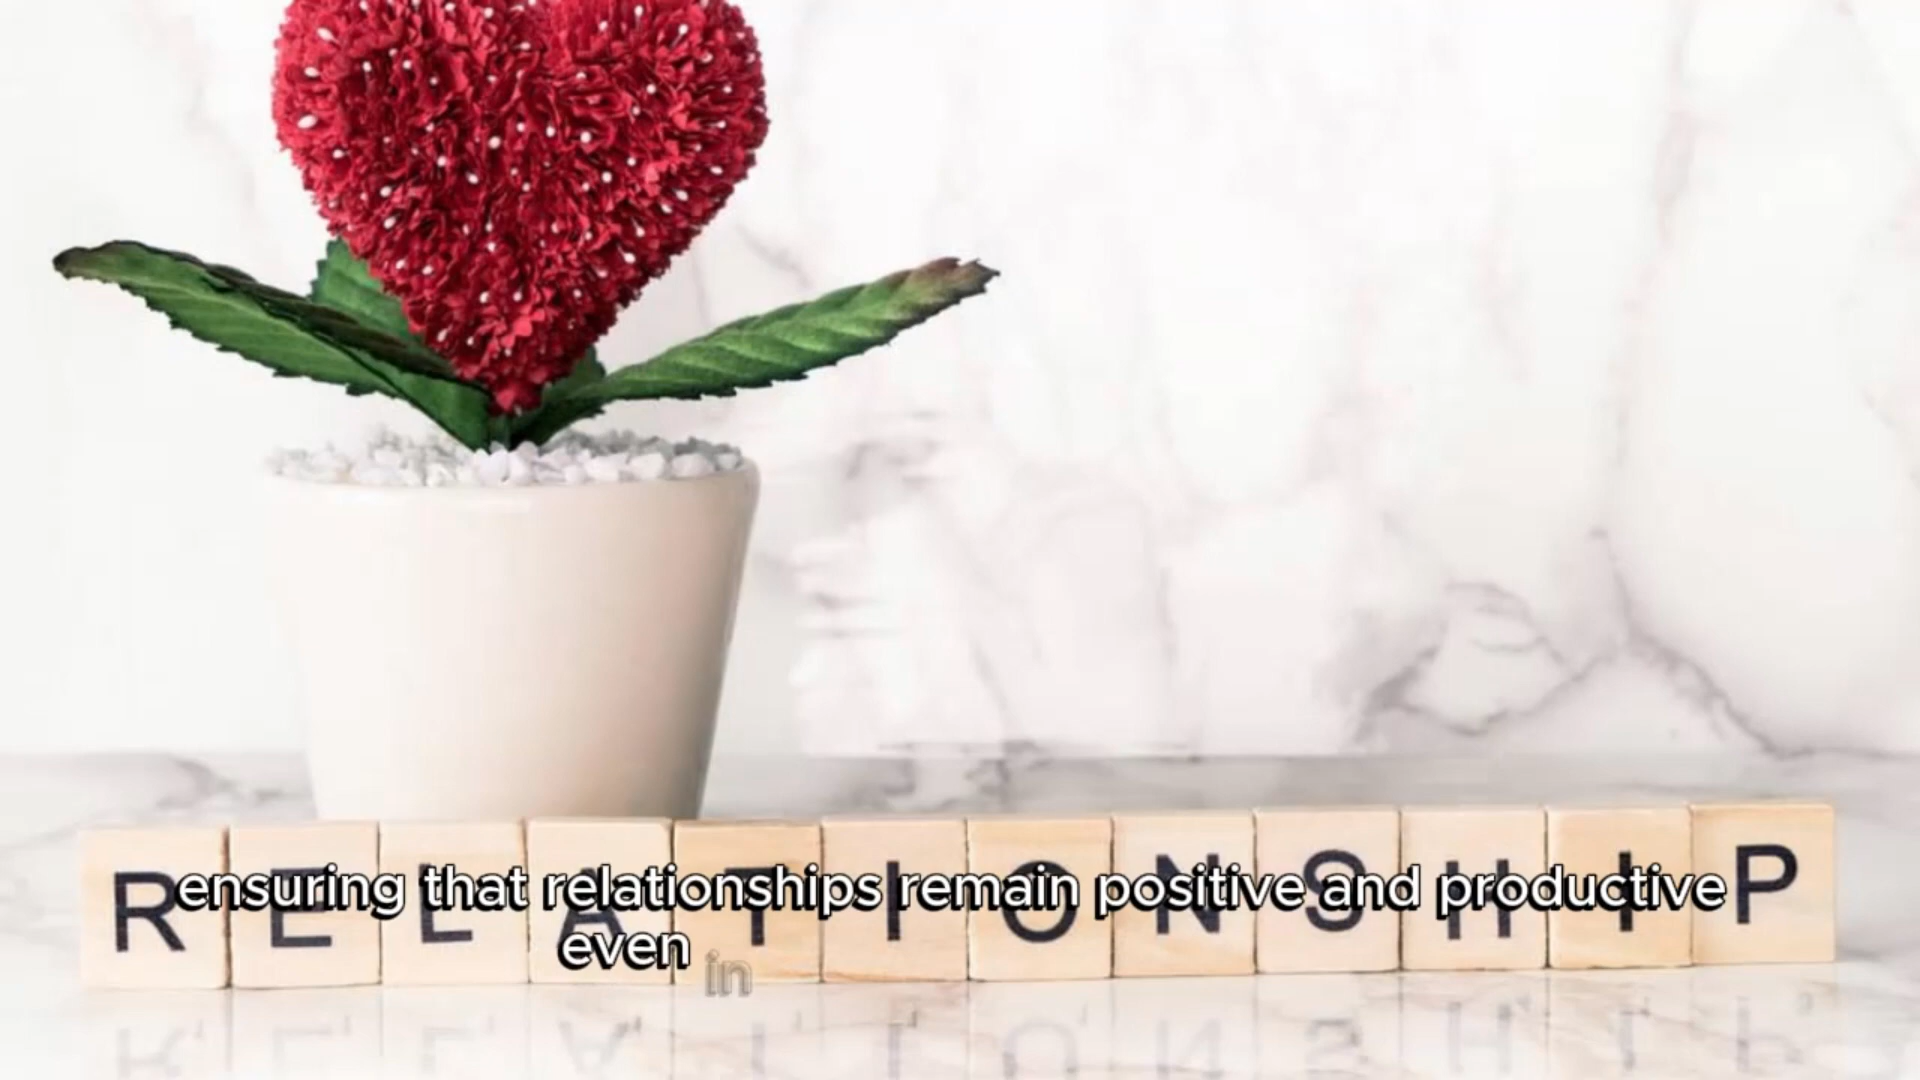 RELATIONSHIP
ensuring that relationships remain positive and productive
even in